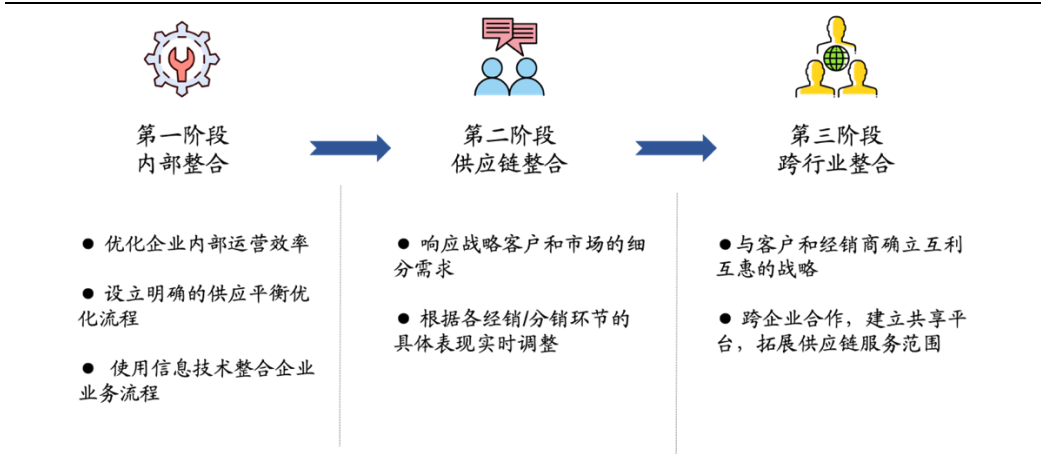 第一阶段
内部整合
第二阶段
供应链整合
第三阶段
跨行业整合
● 优化企业内部运营效率
● 设立明确的供应平衡优
化流程
● 使用信息技术整合企业
业务流程
● 响应战略客户和市场的细
分需求
● 根据各经销/分销环节的
具体表现实时调整
●与客户和经销商确立互利
互惠的战略
● 跨企业合作，建立共享平
台，拓展供应链服务范围